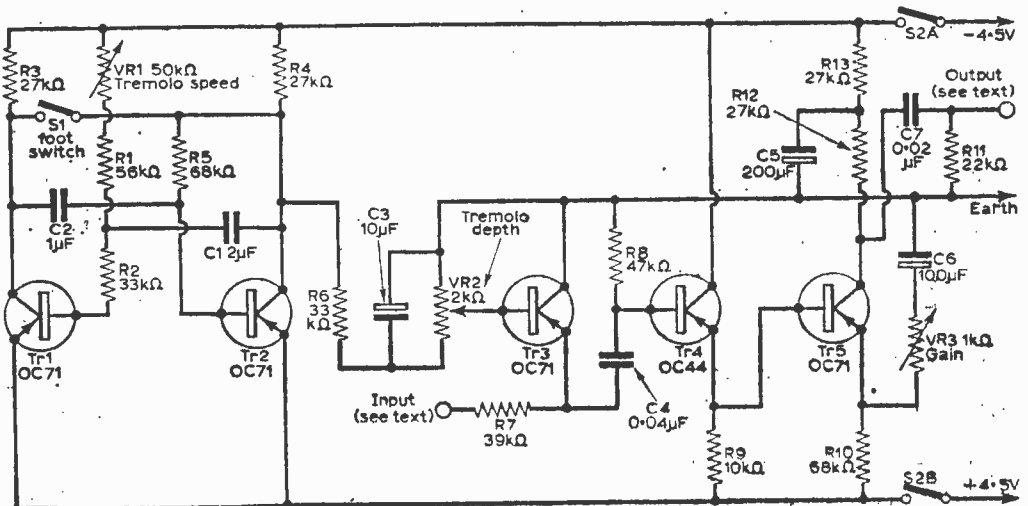 S2A
-4·5V
R3
27kΩ
VR1 50kΩ
Tremolo speed
R4
27kΩ
R13
27kΩ
Output
(see text)
R12
27kΩ
S1
foot
switch
R1
56kΩ
R5
68kΩ
C5
200µF
C7
0·02
µF
R11
22kΩ
Earth
C2
1µF
C1 2µF
C3
10µF
Tremolo
depth
R8
47kΩ
C6
100µF
R2
33kΩ
R6
33
kΩ
VR2
2kΩ
Tr1
OC71
Tr2
OC71
Tr3
OC71
Tr4
OC44
Tr5
OC71
VR3 1kΩ
Gain
Input
(see text)
R7
39kΩ
C4
0·04µF
R9
10kΩ
R10
68kΩ
S2B
+4·5V